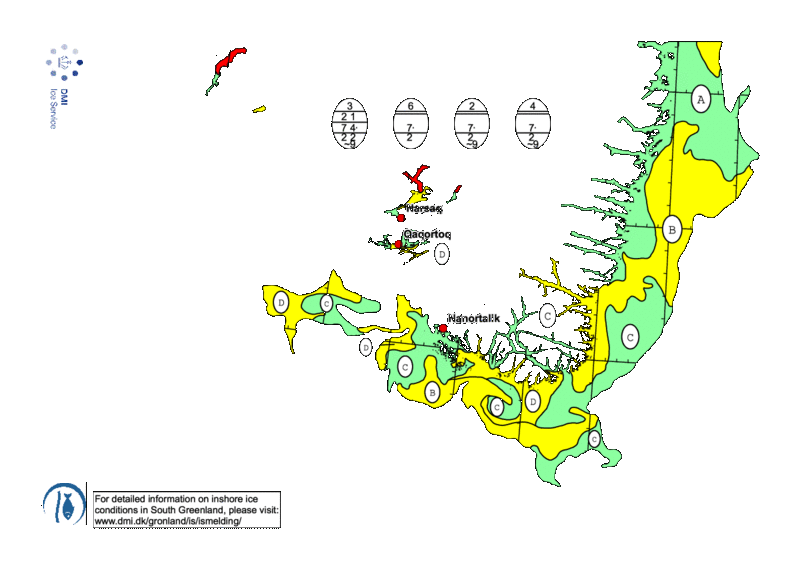 DMI
Ice Service
3
2 1
7 4·
2 2
~9
6
7·
2
2
7·
2
~9
4
7·
2
~9
A
B
Qaqortoq
D
D
C
C
Nanortalik
C
D
C
B
C
D
C
For detailed information on inshore ice
conditions in South Greenland, please visit:
www.dmi.dk/gronland/is/ismelding/